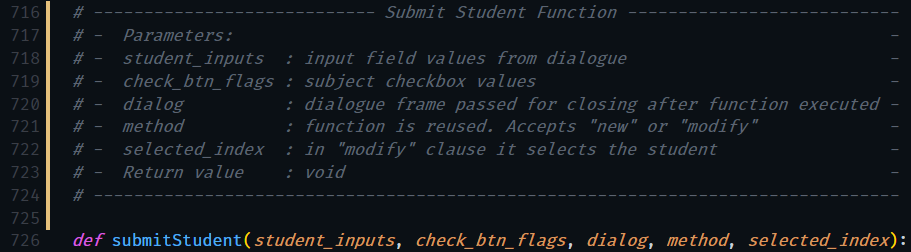 716 # ---------------------------- Submit Student Function ---------------------------
717 # -  Parameters:                                                                 -
718 # -  student_inputs  : input field values from dialogue                          -
719 # -  check_btn_flags : subject checkbox values                                   -
720 # -  dialog          : dialogue frame passed for closing after function executed -
721 # -  method          : function is reused. Accepts "new" or "modify"             -
722 # -  selected_index  : in "modify" clause it selects the student                 -
723 # -  Return value    : void                                                      -
724 # --------------------------------------------------------------------------------
725
726 def submitStudent(student_inputs, check_btn_flags, dialog, method, selected_index):